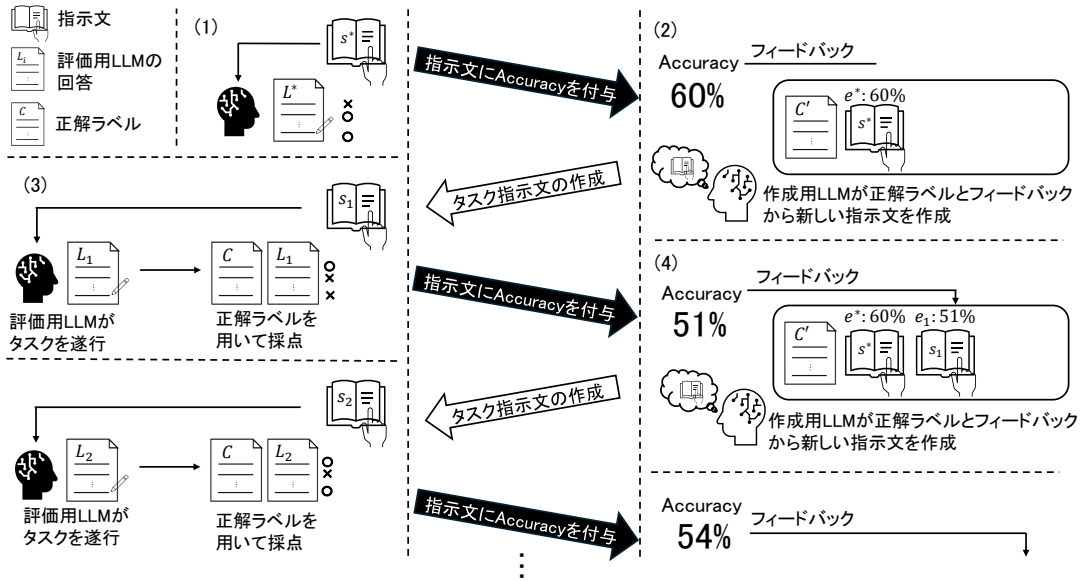 指示文
L_i
評価用LLMの
回答
C
正解ラベル
(1)
s*
L*
×
○
○
指示文にAccuracyを付与
(2)
フィードバック
Accuracy
60%
e*:60%
C′
s*
作成用LLMが正解ラベルとフィードバック
から新しい指示文を作成
タスク指示文の作成
(3)
s₁
L₁
C
L₁
○
×
×
評価用LLMが
タスクを遂行
正解ラベルを
用いて採点
指示文にAccuracyを付与
(4)
フィードバック
Accuracy
51%
e*:60% e₁:51%
C′
s*
s₁
作成用LLMが正解ラベルとフィードバック
から新しい指示文を作成
タスク指示文の作成
s₂
L₂
C
L₂
○
×
○
評価用LLMが
タスクを遂行
正解ラベルを
用いて採点
指示文にAccuracyを付与
⋮
Accuracy
フィードバック
54%